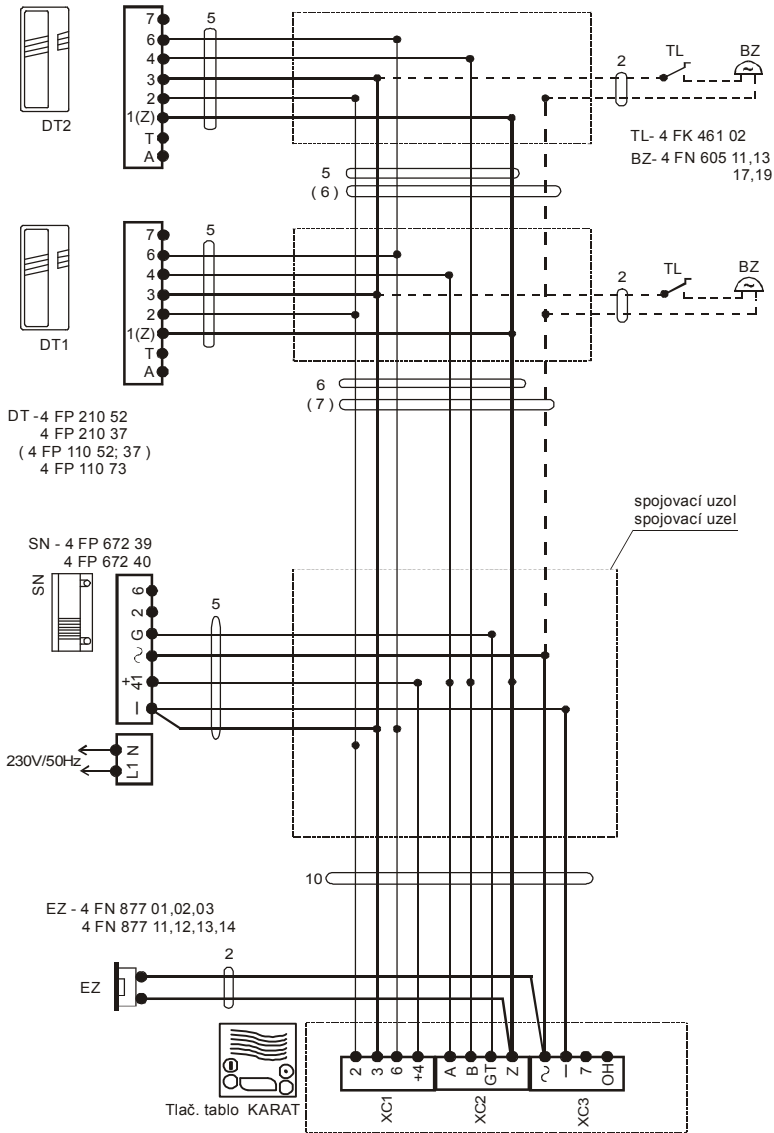 7
6
4
3
2
1(Z)
T
A
5
DT2
2
TL
BZ
TL- 4 FK 461 02
BZ- 4 FN 605 11,13
17,19
5
(6)
7
6
4
3
2
1(Z)
T
A
5
DT1
2
TL
BZ
6
(7)
DT -4 FP 210 52
4 FP 210 37
( 4 FP 110 52; 37 )
4 FP 110 73
spojovací uzol
spojovací uzel
SN - 4 FP 672 39
4 FP 672 40
SN
6
2
G
~
+
41
–
5
230V/50Hz
L1 N
10
EZ - 4 FN 877 01,02,03
4 FN 877 11,12,13,14
2
EZ
Tlač. tablo KARAT
2 3 6 +4 A B GT Z ~ – 7 OH
XC1 XC2 XC3